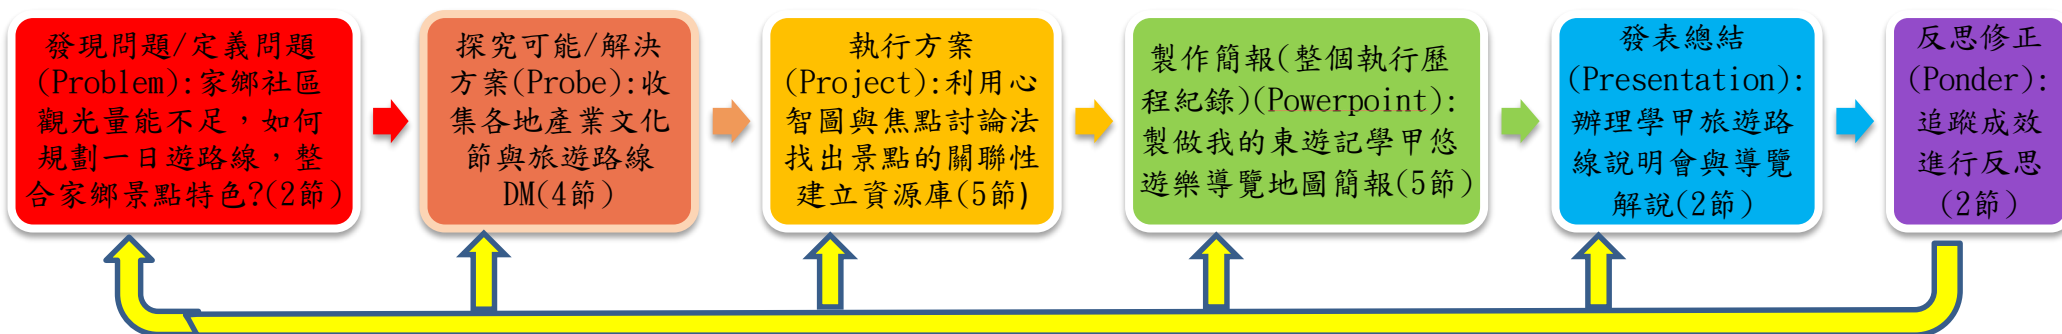 發現問題/定義問題
(Problem):家鄉社區
觀光量能不足，如何
規劃一日遊路線，整
合家鄉景點特色?(2節)
探究可能/解決
方案(Probe):收
集各地產業文化
節與旅遊路線
DM(4節)
執行方案
(Project):利用心
智圖與焦點討論法
找出景點的關聯性
建立資源庫(5節)
製作簡報(整個執行歷
程紀錄)(Powerpoint):
製做我的東遊記學甲悠
遊樂導覽地圖簡報(5節)
發表總結
(Presentation):
辦理學甲旅遊路
線說明會與導覽
解說(2節)
反思修正
(Ponder):
追蹤成效
進行反思
(2節)